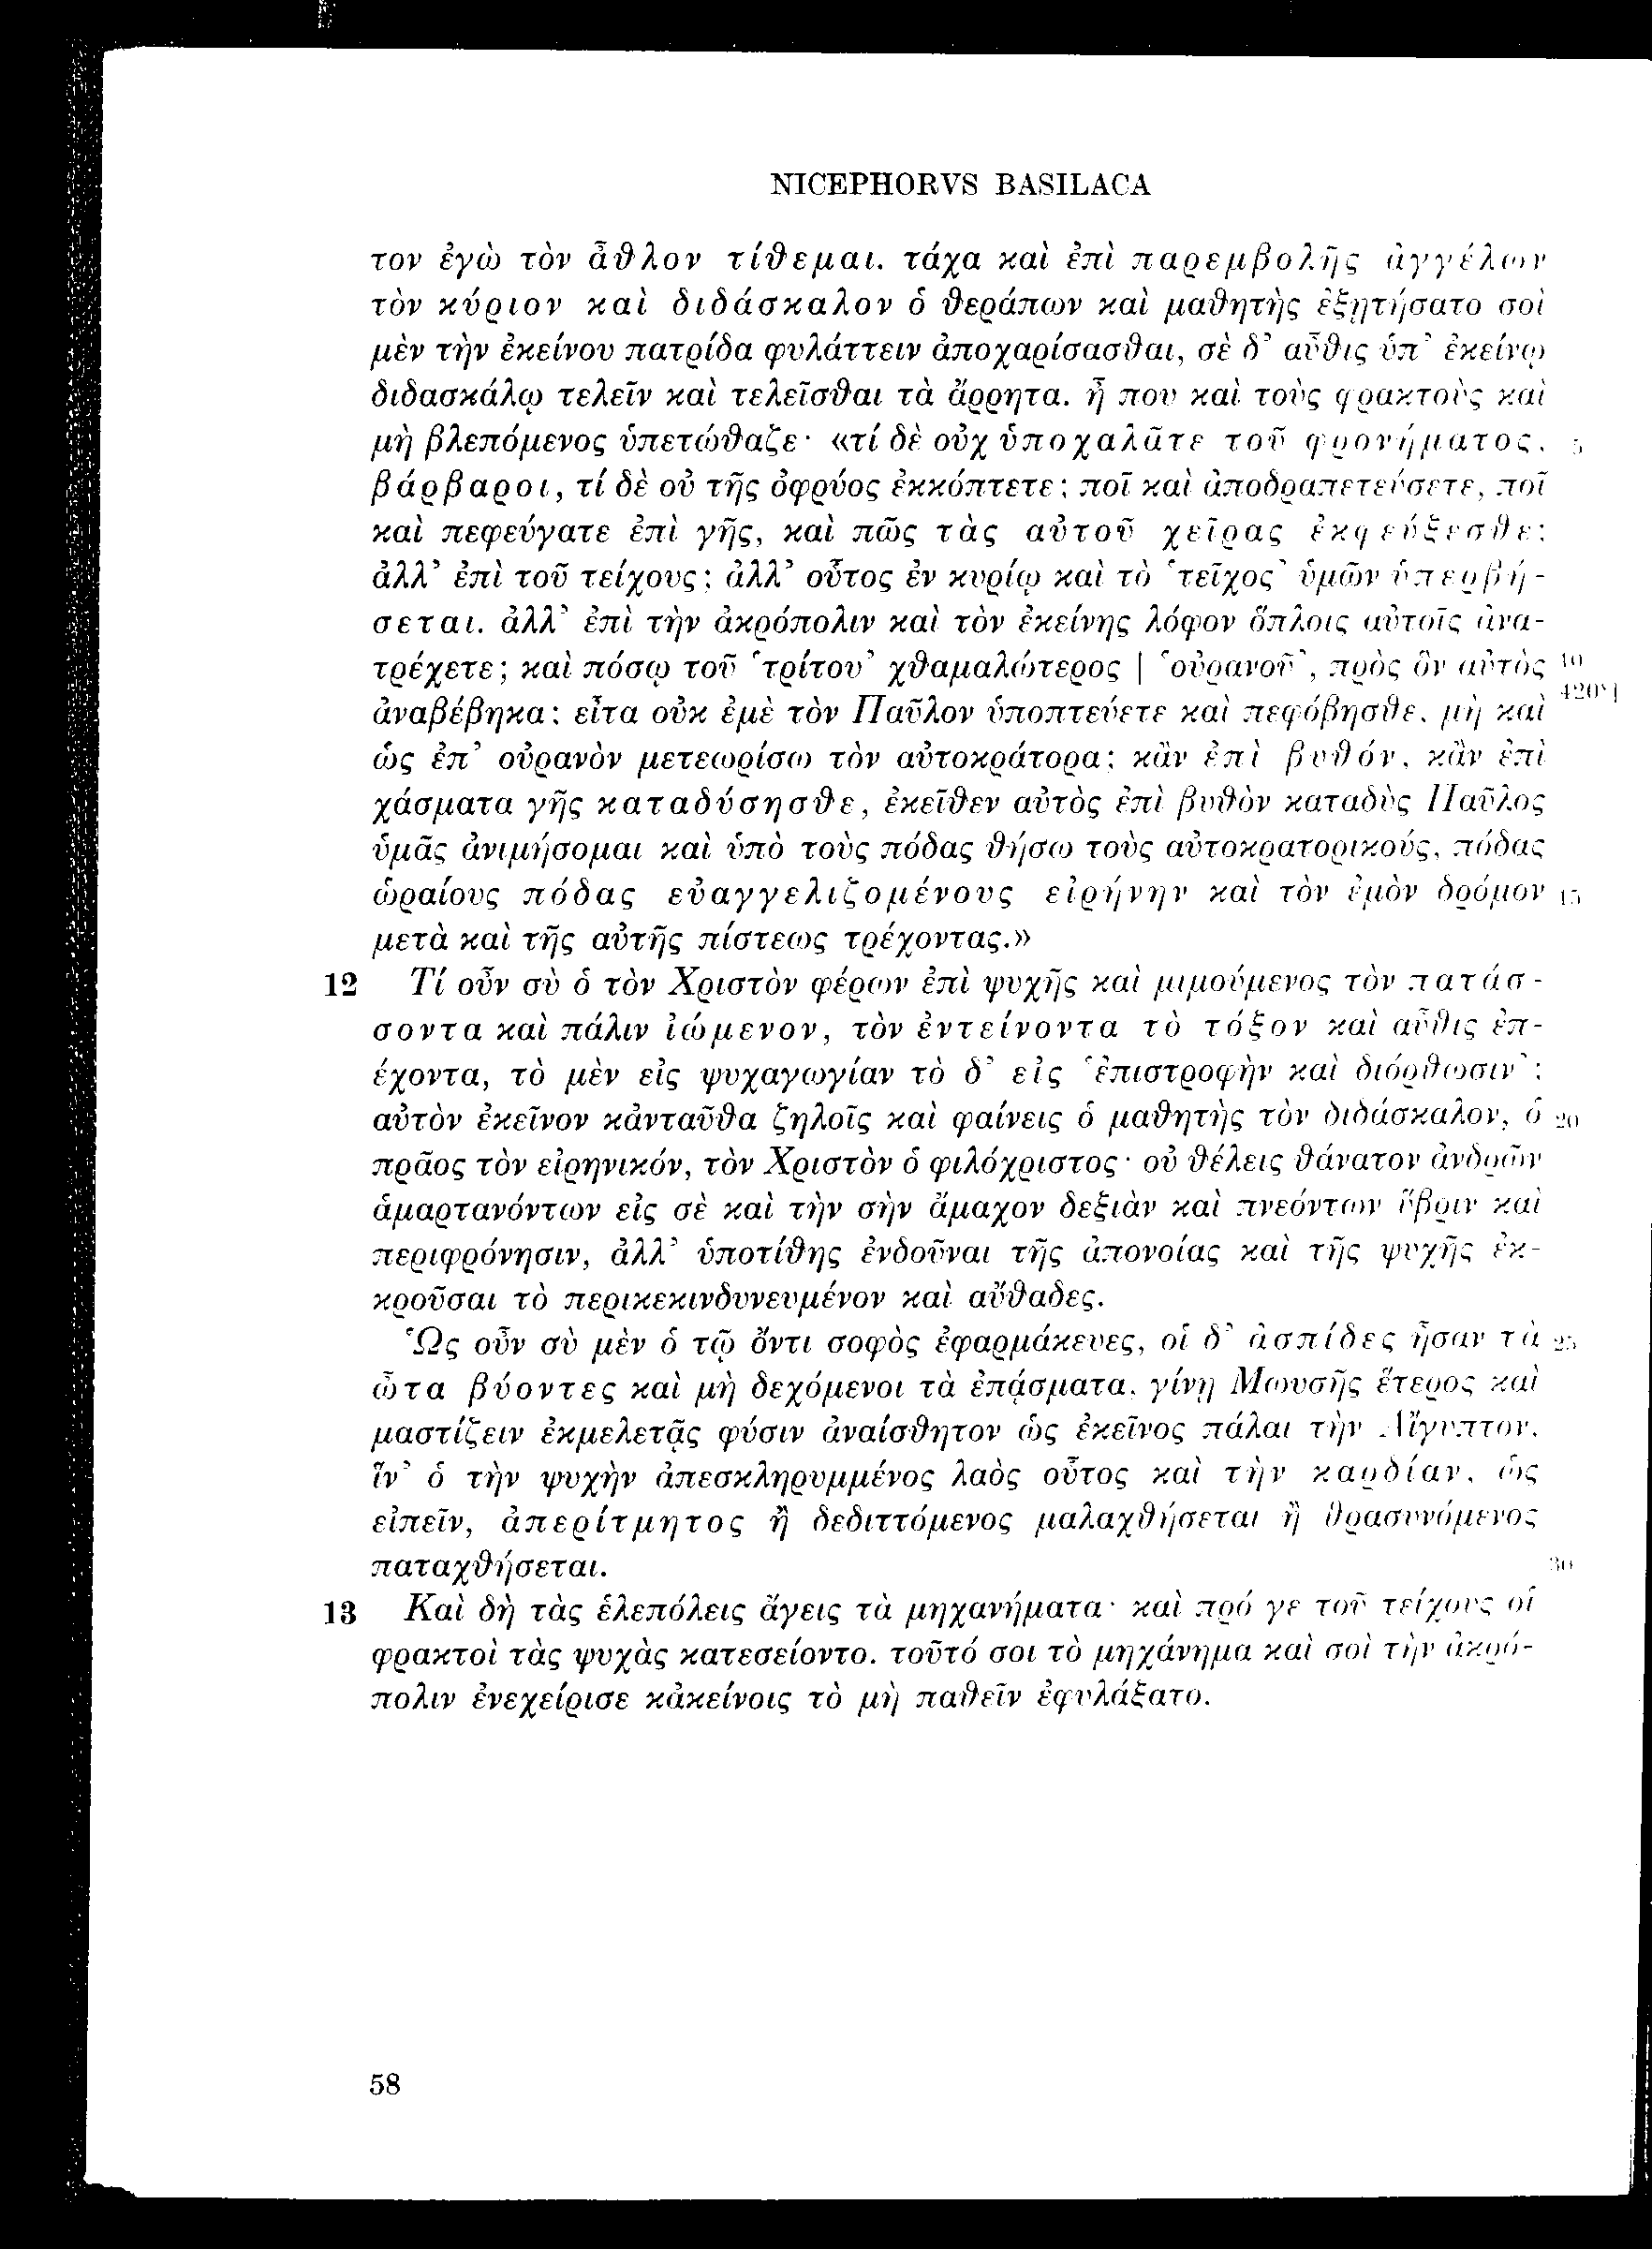 NICEPHORVS BASILACA
τον ἐγὼ τὸν ἆθλον τίθεμαι. τάχα καὶ ἐπὶ παρεμβολῆς ἀγγέλων
τὸν κύριον καὶ διδάσκαλον ὁ θεράπων καὶ μαθητὴς ἐξῃτήσατο σοὶ
μὲν τὴν ἐκείνου πατρίδα φυλάττειν ἀποχαρίσασθαι, σὲ δ’ αὖθις ὑπ’ ἐκείνῳ
διδασκάλῳ τελεῖν καὶ τελεῖσθαι τὰ ἄρρητα. ἦ που καὶ τοὺς φρακτοὺς καὶ
μὴ βλεπόμενος ὑπετώθαζε· «τί δὲ οὐχ ὑποχαλᾶτε τοῦ φρονήματος, 5
βάρβαροι, τί δὲ οὐ τῆς ὀφρύος ἐκκόπτετε; ποῖ καὶ ἀποδραπετεύσετε, ποῖ
καὶ πεφεύγατε ἐπὶ γῆς, καὶ πῶς τὰς αὐτοῦ χεῖρας ἐκφεύξεσθε;
ἀλλ’ ἐπὶ τοῦ τείχους; ἀλλ’ οὗτος ἐν κυρίῳ καὶ τὸ ‘τεῖχος’ ὑμῶν ὑπερβή-
σεται. ἀλλ’ ἐπὶ τὴν ἀκρόπολιν καὶ τὸν ἐκείνης λόφον ὅπλοις αὐτοῖς ἀνα-
τρέχετε; καὶ πόσῳ τοῦ ‘τρίτου’ χθαμαλώτερος | ‘οὐρανοῦ’, πρὸς ὃν αὐτὸς 10 420ᵛ|
ἀναβέβηκα; εἶτα οὐκ ἐμὲ τὸν Παῦλον ὑποπτεύετε καὶ πεφόβησθε, μὴ καὶ
ὡς ἐπ’ οὐρανὸν μετεωρίσω τὸν αὐτοκράτορα; κἂν ἐπὶ βυθόν, κἂν ἐπὶ
χάσματα γῆς καταδύσησθε, ἐκεῖθεν αὐτὸς ἐπὶ βυθὸν καταδὺς Παῦλος
ὑμᾶς ἀνιμήσομαι καὶ ὑπὸ τοὺς πόδας θήσω τοὺς αὐτοκρατορικούς, πόδας
ὡραίους πόδας εὐαγγελιζομένους εἰρήνην καὶ τὸν ἐμὸν δρόμον 15
μετὰ καὶ τῆς αὐτῆς πίστεως τρέχοντας.»
12 Τί οὖν σὺ ὁ τὸν Χριστὸν φέρων ἐπὶ ψυχῆς καὶ μιμούμενος τὸν πατάσ-
σοντα καὶ πάλιν ἰώμενον, τὸν ἐντείνοντα τὸ τόξον καὶ αὖθις ἐπ-
έχοντα, τὸ μὲν εἰς ψυχαγωγίαν τὸ δ’ εἰς ‘ἐπιστροφὴν καὶ διόρθωσιν’;
αὐτὸν ἐκεῖνον κἀνταῦθα ζηλοῖς καὶ φαίνεις ὁ μαθητὴς τὸν διδάσκαλον, ὁ 20
πρᾶος τὸν εἰρηνικόν, τὸν Χριστὸν ὁ φιλόχριστος· οὐ θέλεις θάνατον ἀνδρῶν
ἁμαρτανόντων εἰς σὲ καὶ τὴν σὴν ἄμαχον δεξιὰν καὶ πνεόντων ὕβριν καὶ
περιφρόνησιν, ἀλλ’ ὑποτίθης ἐνδοῦναι τῆς ἀπονοίας καὶ τῆς ψυχῆς ἐκ-
κροῦσαι τὸ περικεκινδυνευμένον καὶ αὔθαδες.
Ὡς οὖν σὺ μὲν ὁ τῷ ὄντι σοφὸς ἐφαρμάκευες, οἱ δ’ ἀσπίδες ἦσαν τὰ 25
ὦτα βύοντες καὶ μὴ δεχόμενοι τὰ ἐπᾴσματα, γίνῃ Μωυσῆς ἕτερος καὶ
μαστίζειν ἐκμελετᾷς φύσιν ἀναίσθητον ὡς ἐκεῖνος πάλαι τὴν Αἴγυπτον,
ἵν’ ὁ τὴν ψυχὴν ἀπεσκληρυμμένος λαὸς οὗτος καὶ τὴν καρδίαν, ὡς
εἰπεῖν, ἀπερίτμητος ἢ δεδιττόμενος μαλαχθήσεται ἢ θρασυνόμενος
παταχθήσεται. 30
13 Καὶ δὴ τὰς ἑλεπόλεις ἄγεις τὰ μηχανήματα· καὶ πρό γε τοῦ τείχους οἱ
φρακτοὶ τὰς ψυχὰς κατεσείοντο. τοῦτό σοι τὸ μηχάνημα καὶ σοὶ τὴν ἀκρό-
πολιν ἐνεχείρισε κἀκείνοις τὸ μὴ παθεῖν ἐφυλάξατο.
58